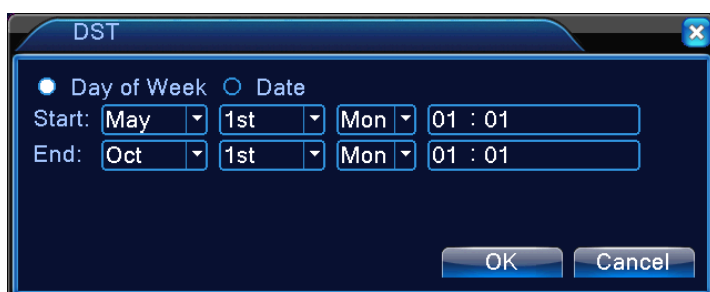 DST
Day of Week Date
Start: May 1st Mon 01 : 01
End: Oct 1st Mon 01 : 01
OK Cancel